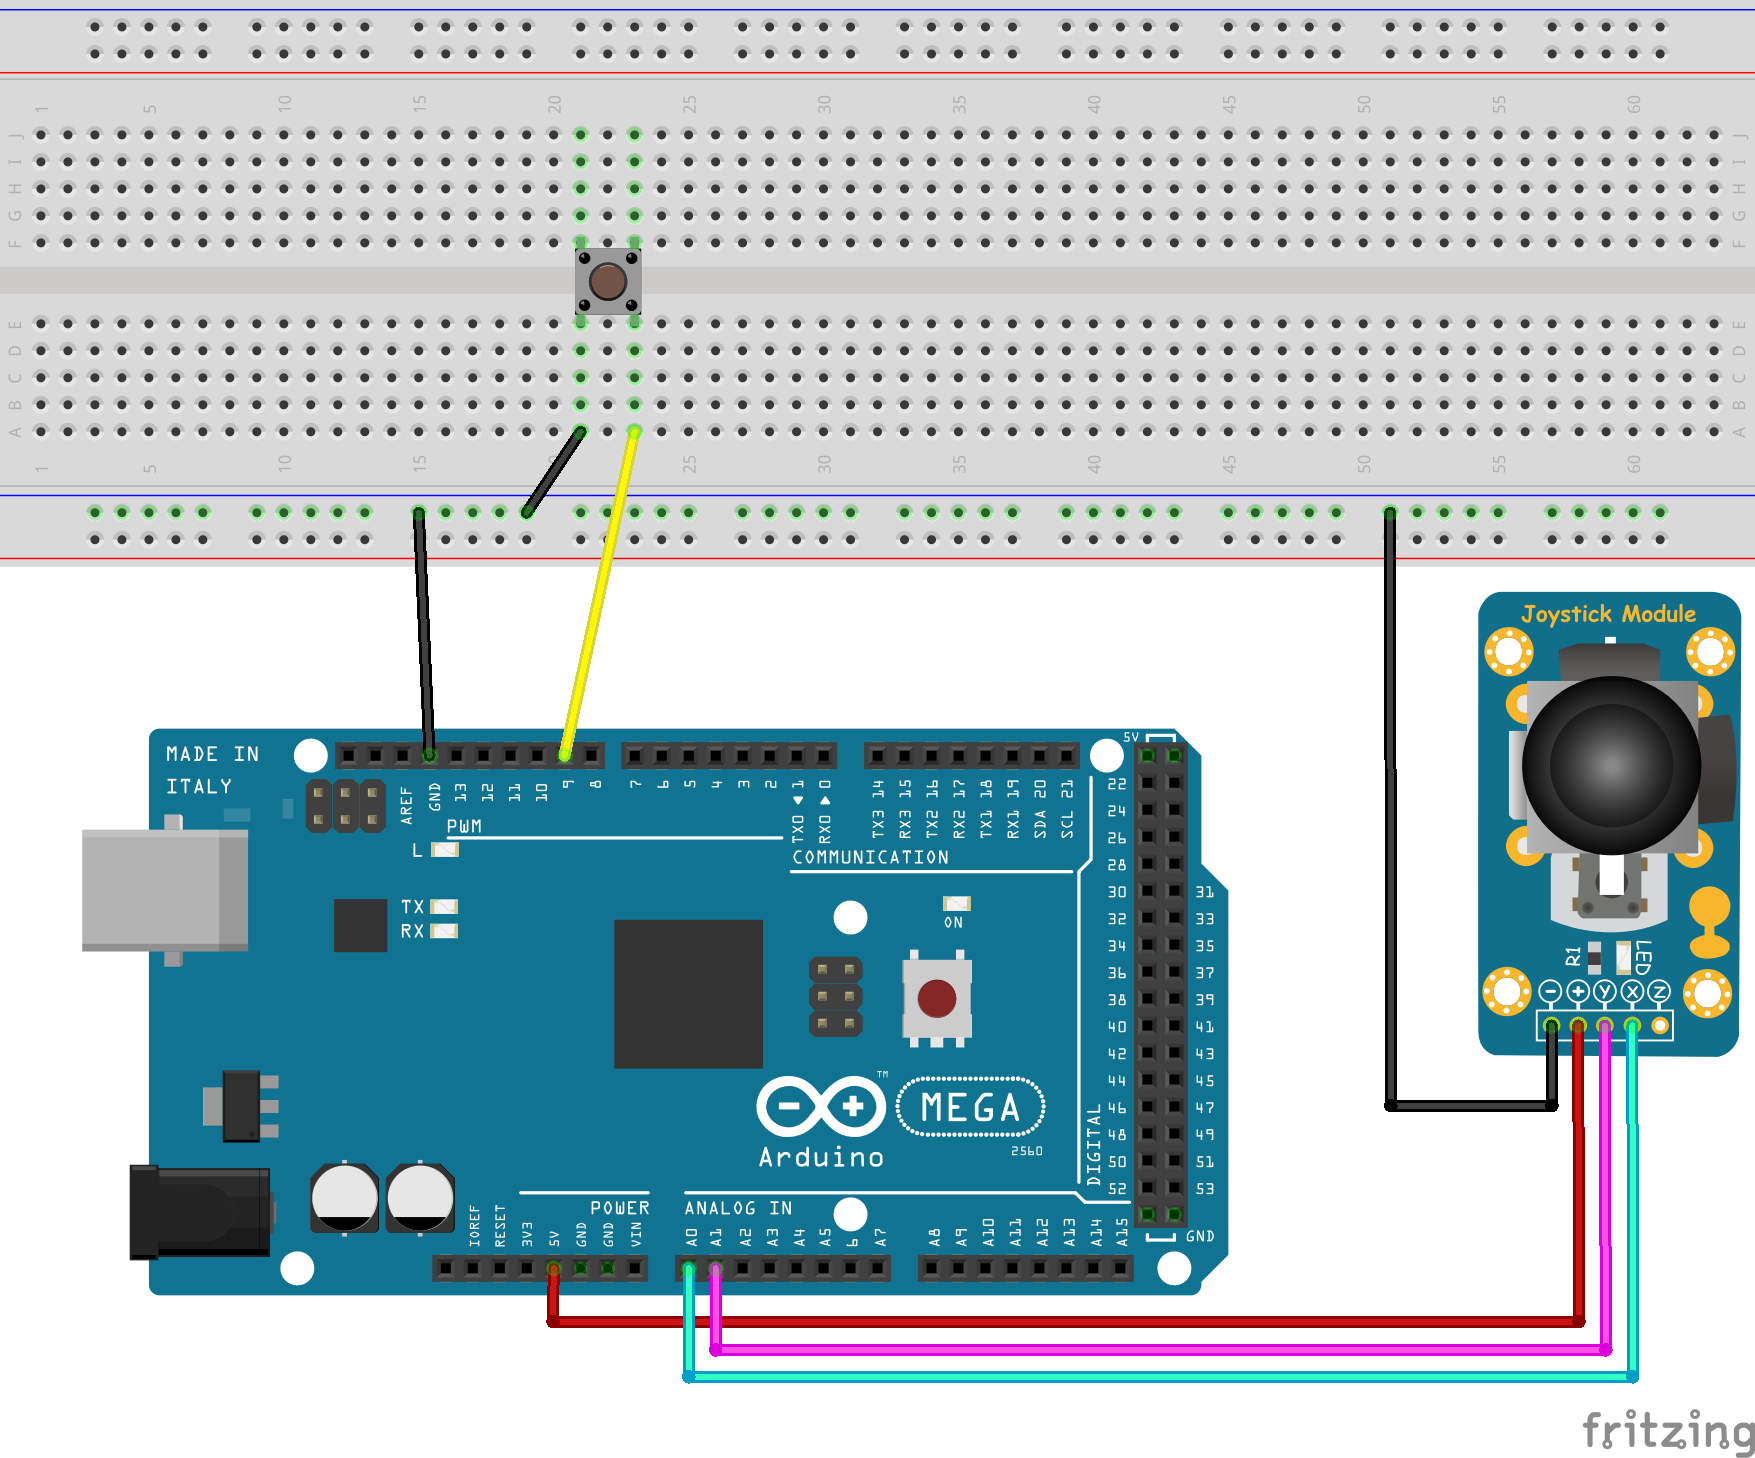 1 5 10 15 20 25 30 35 40 45 50 55 60
J J
I I
H H
G G
F F
E E
D D
C C
B B
A A
1 5 10 15 20 25 30 35 40 45 50 55 60
Joystick Module
R1
LED
- + y x z
MADE IN
ITALY
AREF GND 13 12 11 10 9 8 7 6 5 4 3 2 TX0 1 RX0 0
TX3 14 RX3 15 TX2 16 RX2 17 TX1 18 RX1 19 SDA 20 SCL 21
PWM
COMMUNICATION
L
TX
RX
ON
5V
22
24
26
28
30 31
32 33
34 35
36 37
38 39
40 41
42 43
44 45
46 47
48 49
50 51
52 53
GND
DIGITAL
TM
MEGA
2560
Arduino
POWER
ANALOG IN
IOREF RESET 3V3 5V GND GND VIN
A0 A1 A2 A3 A4 A5 6 A7
A8 A9 A10 A11 A12 A13 A14 A15
fritzing